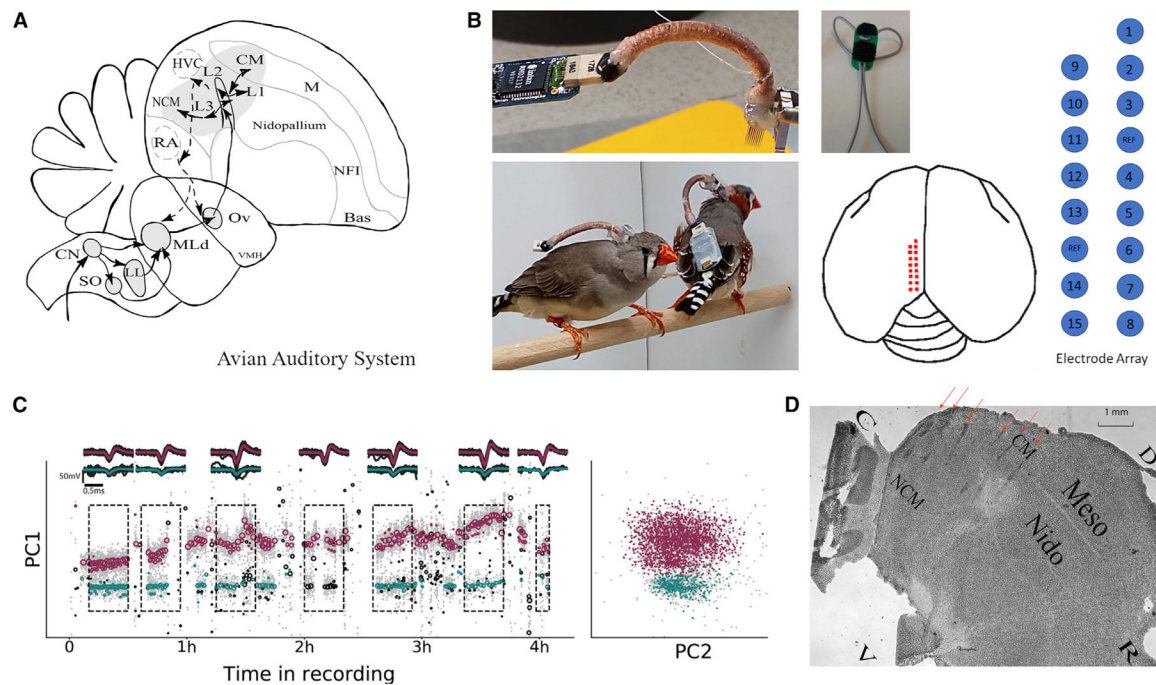 A
HVC
L2
CM
L1
M
NCM
L3
Nidopallium
RA
NFI
Ov
Bas
CN
MLd
VMH
LL
SO
Avian Auditory System
B
1
9
2
10
3
11
REF
12
4
13
5
REF
6
14
7
15
8
Electrode Array
C
50mV
0.5ms
PC1
0
1h
2h
3h
4h
Time in recording
PC2
D
1 mm
C
D
CM
NCM
Meso
Nido
V
R